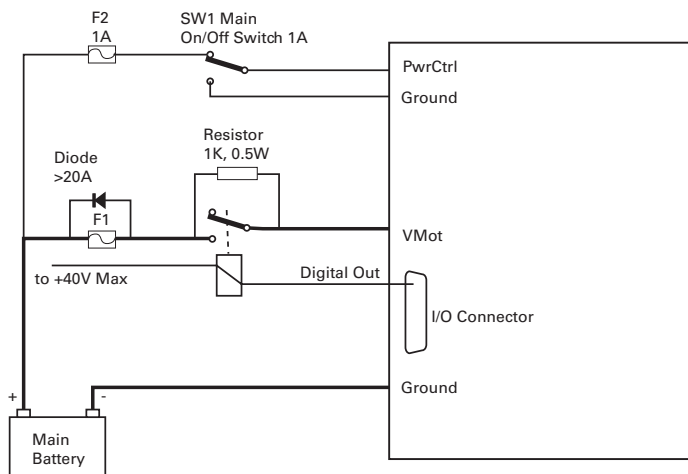 F2
1A
SW1 Main
On/Off Switch 1A
PwrCtrl
Ground
Resistor
1K, 0.5W
Diode
>20A
F1
VMot
to +40V Max
Digital Out
I/O Connector
Ground
+
-
Main
Battery